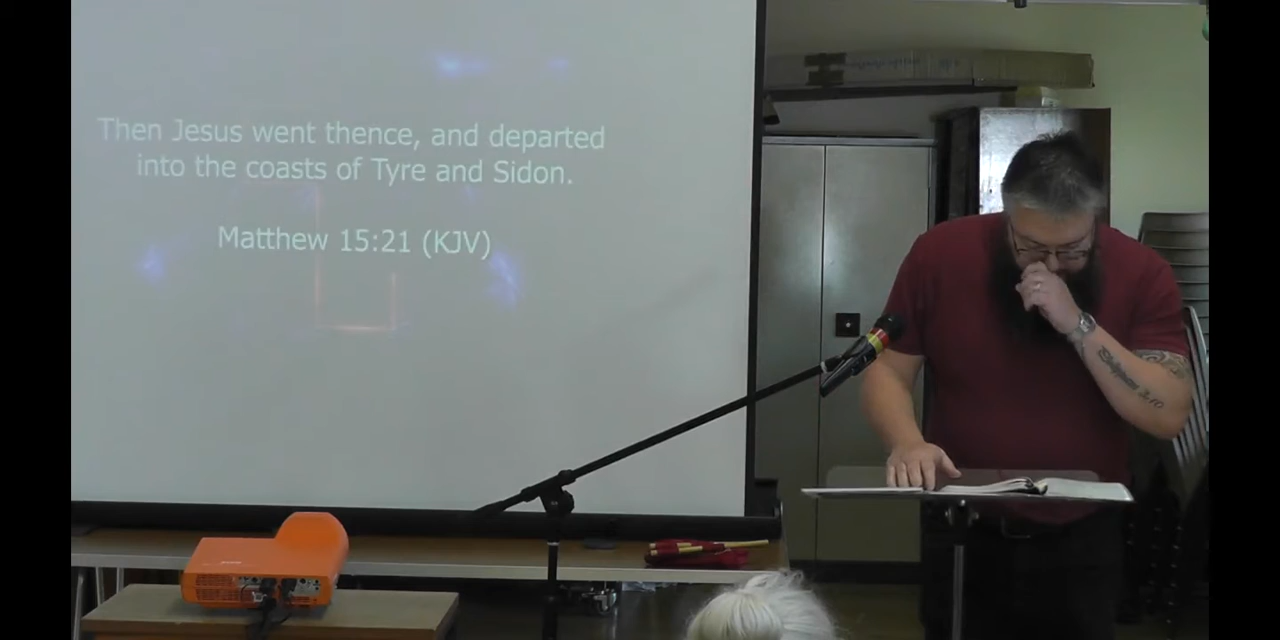 Then Jesus went thence, and departed
into the coasts of Tyre and Sidon.
Matthew 15:21 (KJV)